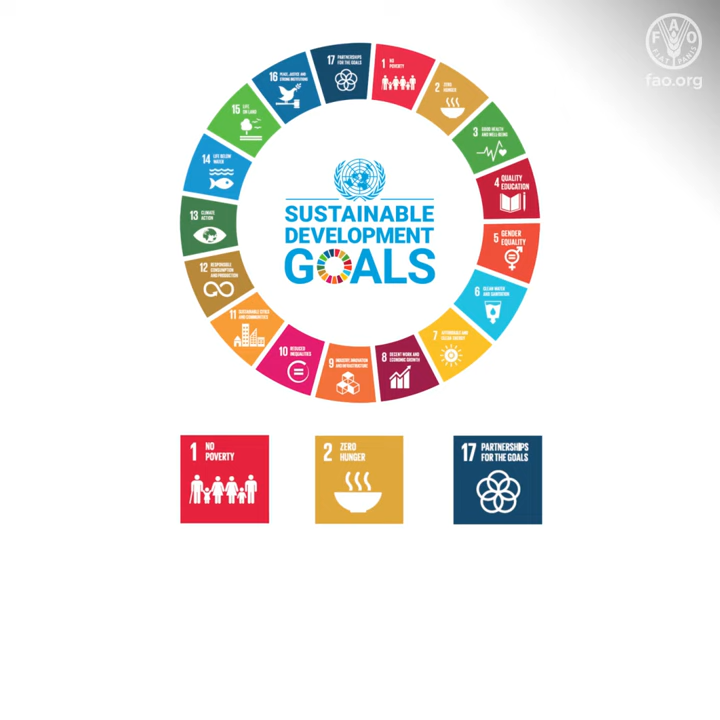 F A O
FIAT PANIS
fao.org
1 NO POVERTY
2 ZERO HUNGER
3 GOOD HEALTH AND WELL-BEING
4 QUALITY EDUCATION
5 GENDER EQUALITY
6 CLEAN WATER AND SANITATION
7 AFFORDABLE AND CLEAN ENERGY
8 DECENT WORK AND ECONOMIC GROWTH
9 INDUSTRY, INNOVATION AND INFRASTRUCTURE
10 REDUCED INEQUALITIES
11 SUSTAINABLE CITIES AND COMMUNITIES
12 RESPONSIBLE CONSUMPTION AND PRODUCTION
13 CLIMATE ACTION
14 LIFE BELOW WATER
15 LIFE ON LAND
16 PEACE, JUSTICE AND STRONG INSTITUTIONS
17 PARTNERSHIPS FOR THE GOALS
SUSTAINABLE
DEVELOPMENT
GOALS
1 NO
POVERTY
2 ZERO
HUNGER
17 PARTNERSHIPS
FOR THE GOALS